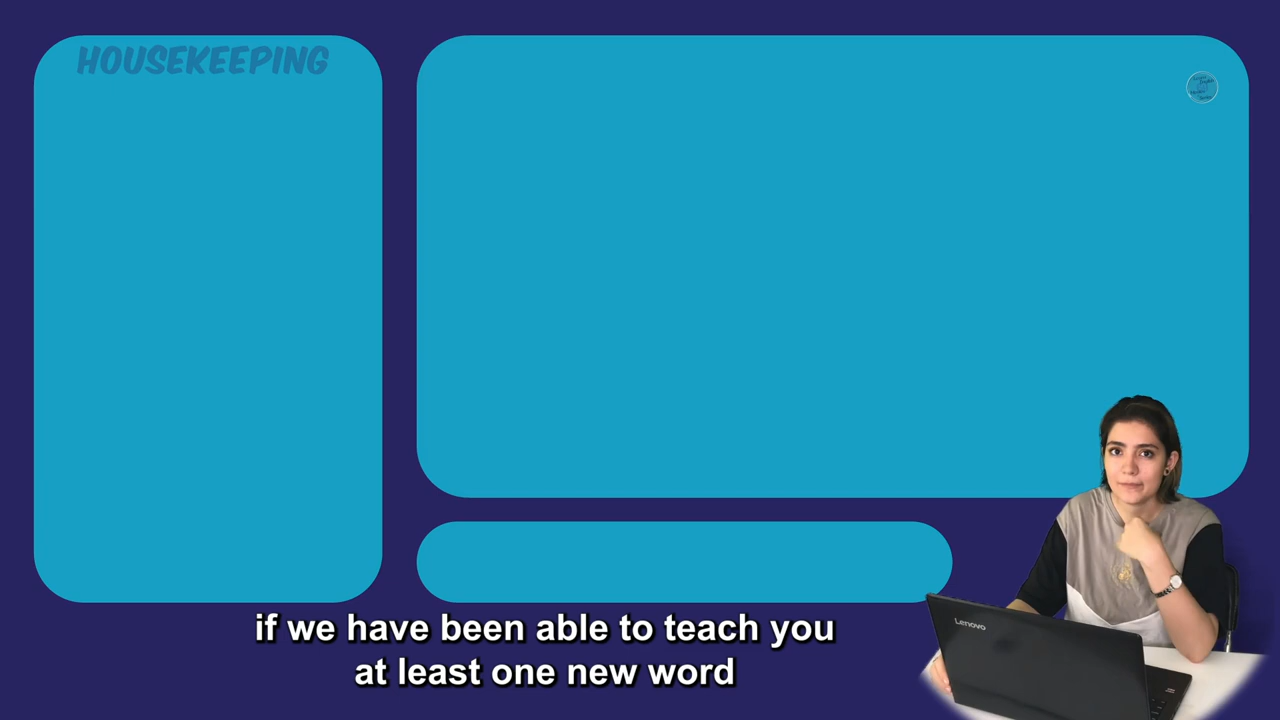 HOUSEKEEPING
if we have been able to teach you
at least one new word
Lenovo